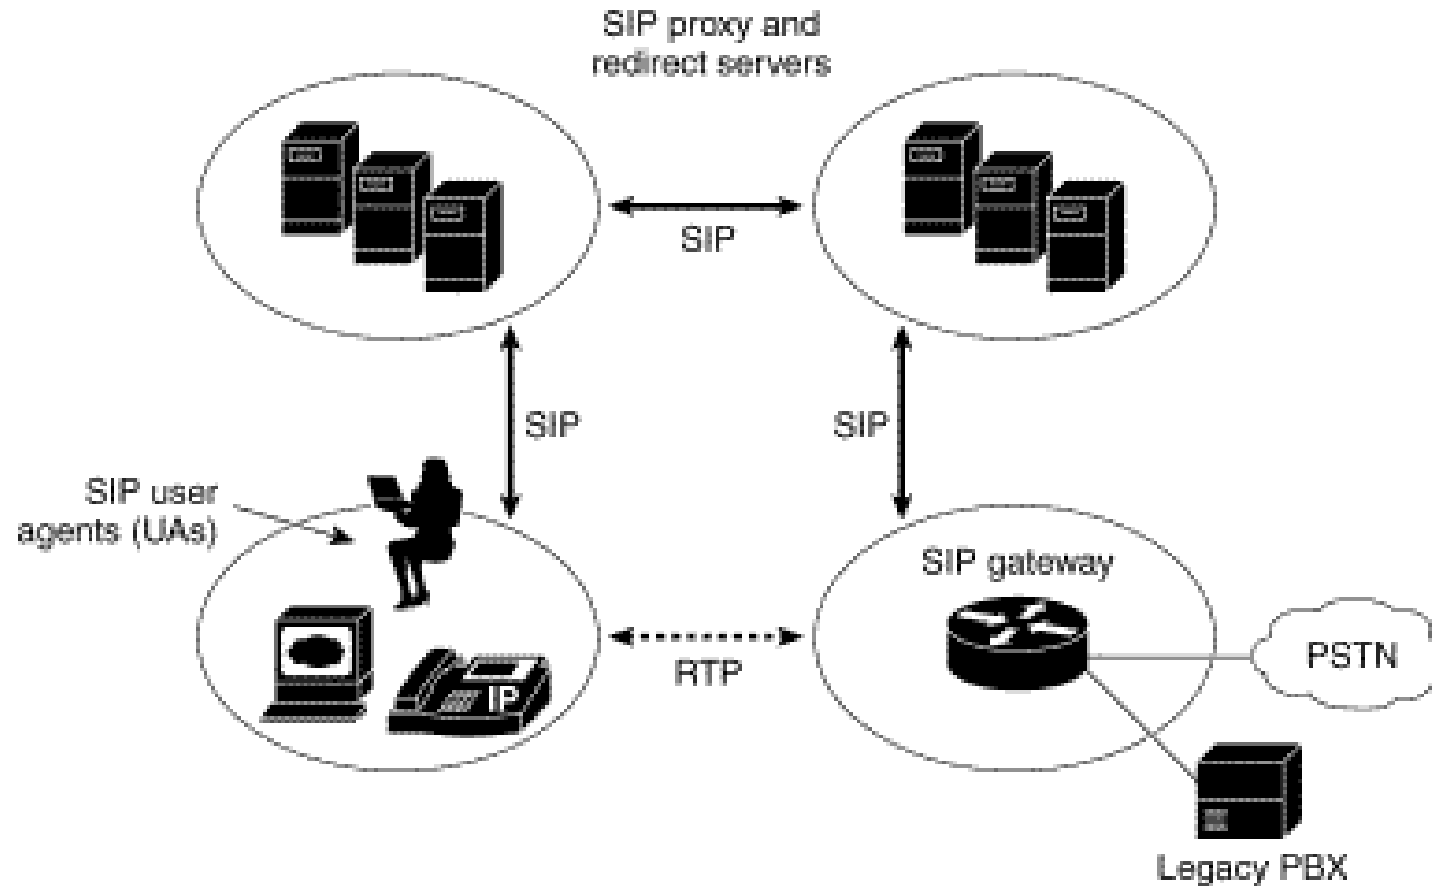 SIP proxy and
redirect servers
SIP
SIP
SIP
SIP user
agents (UAs)
SIP gateway
RTP
IP
PSTN
Legacy PBX